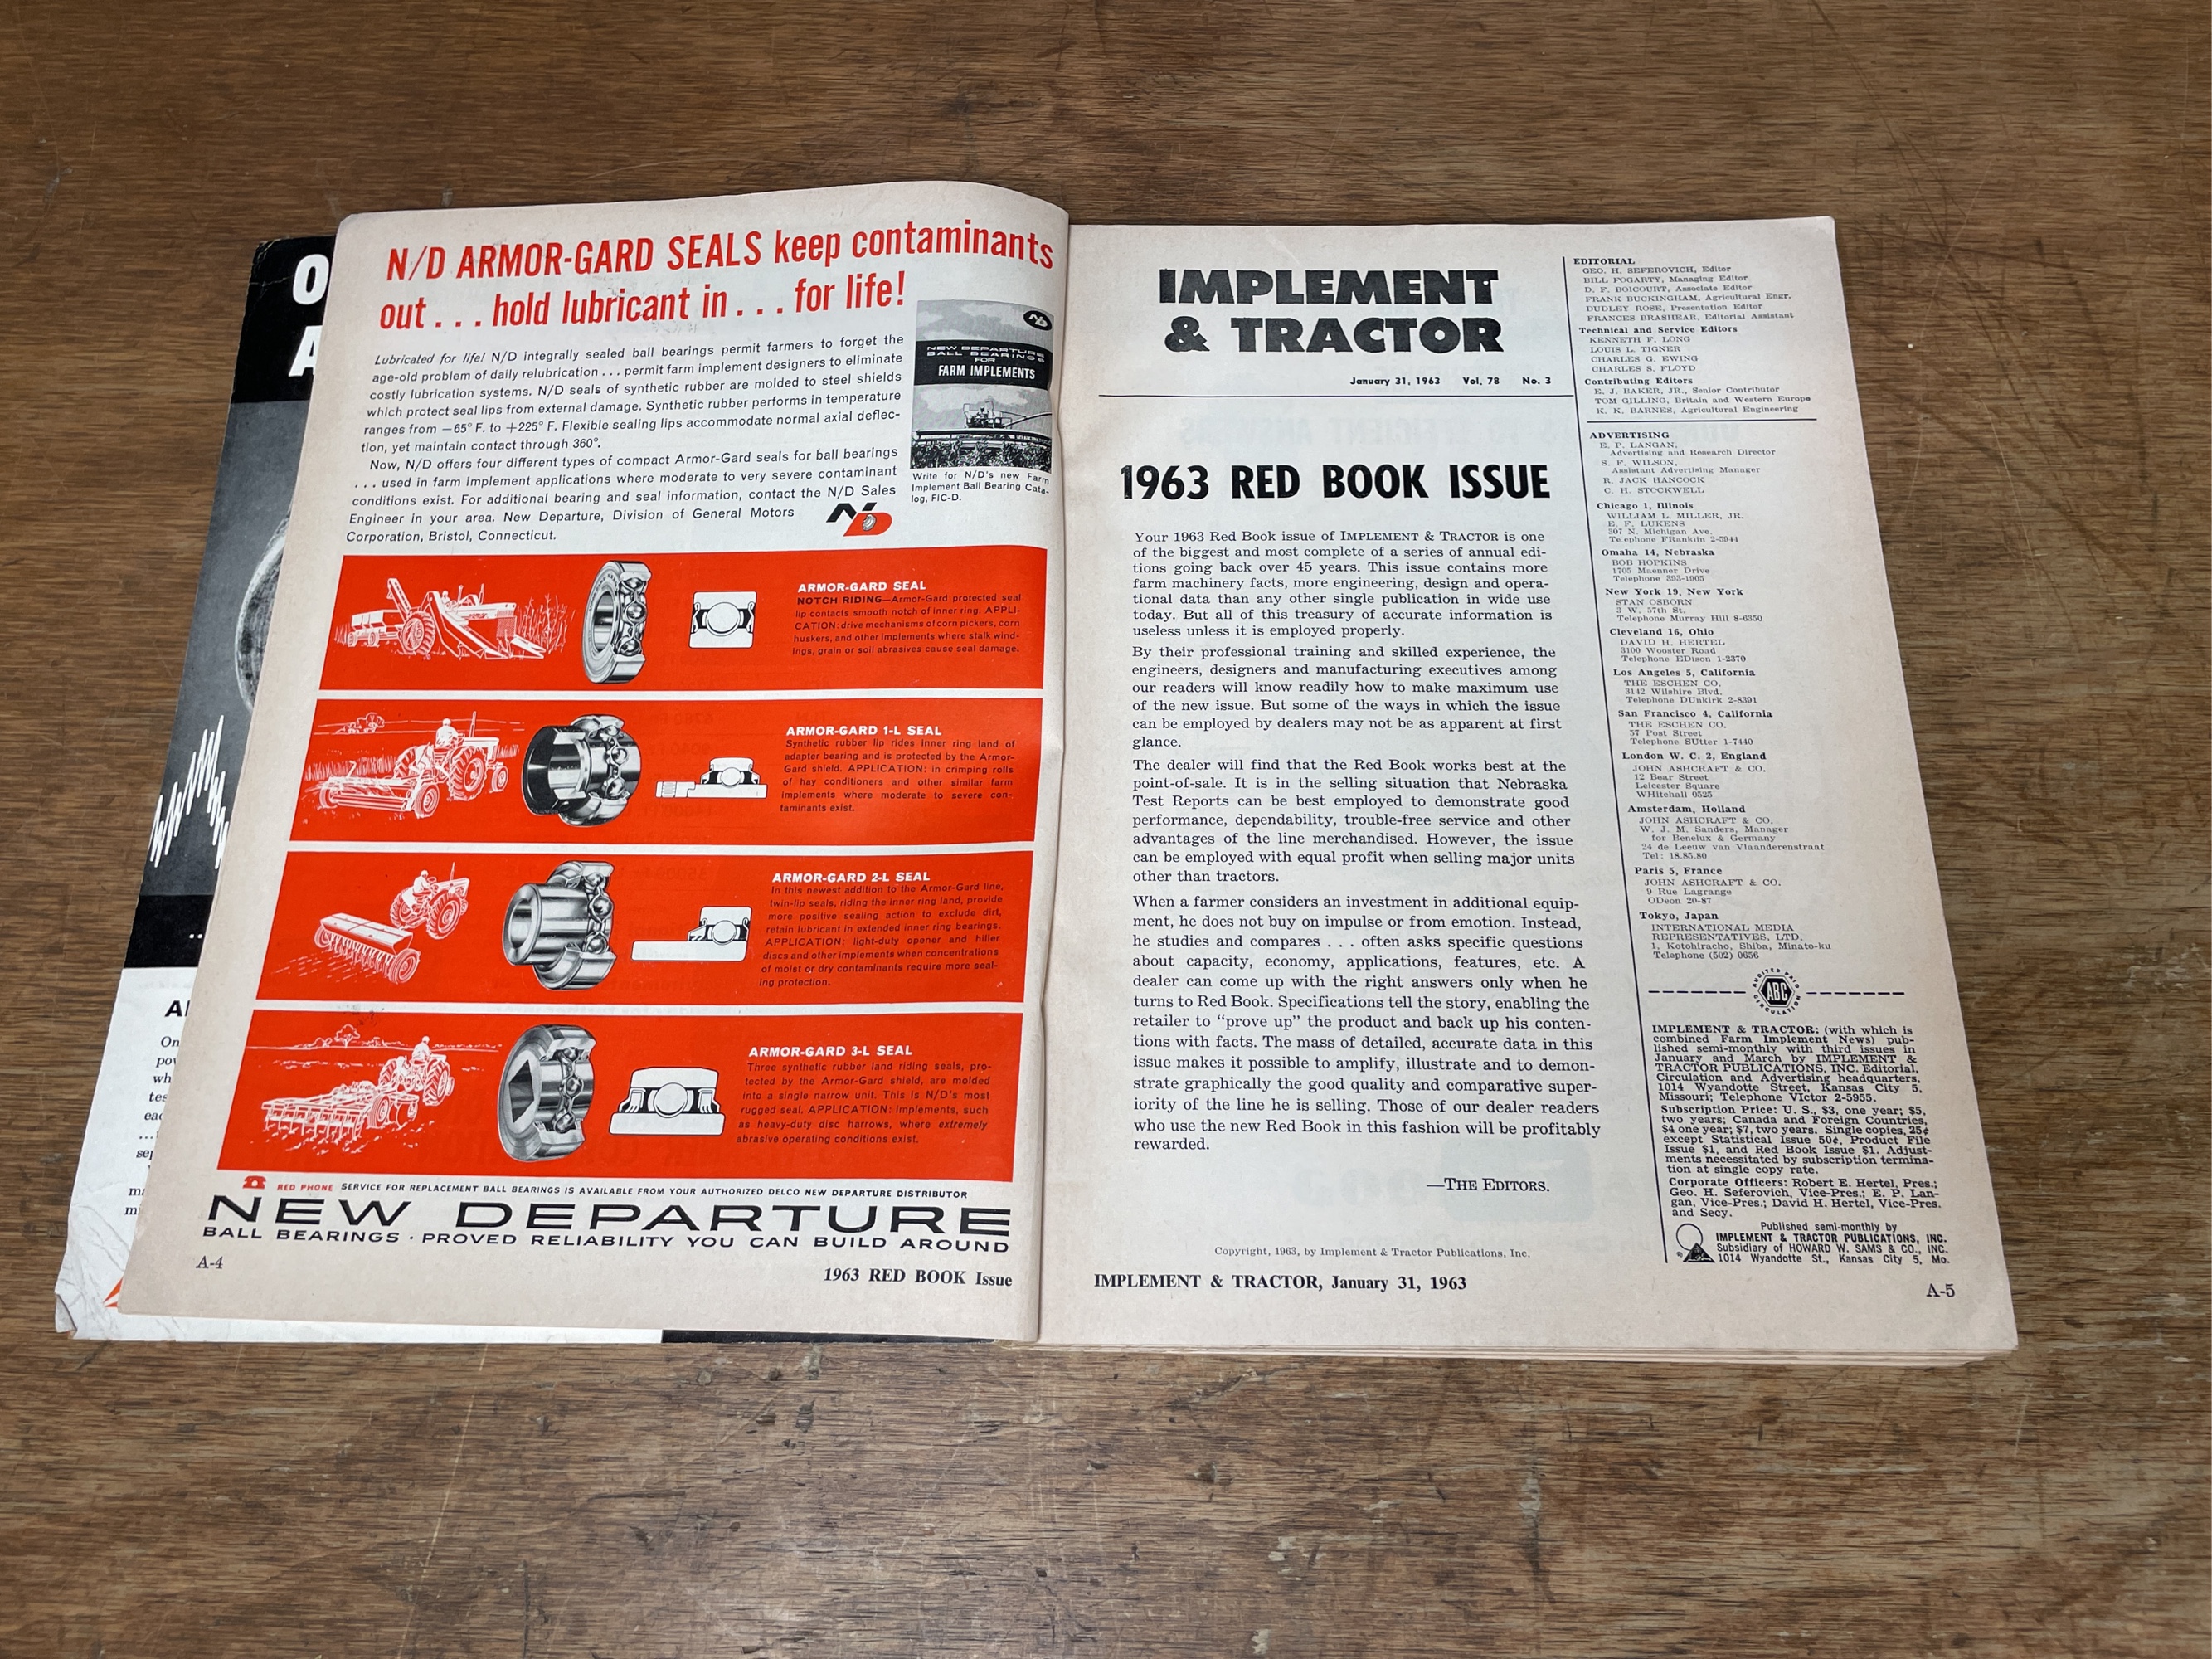 O
A
..
A
On
pov
wh
tes
eac
...
sep
ma
N/D ARMOR-GARD SEALS keep contaminants
out . . . hold lubricant in . . . for life!
Lubricated for life! N/D integrally sealed ball bearings permit farmers to forget the
age-old problem of daily relubrication . . . permit farm implement designers to eliminate
costly lubrication systems. N/D seals of synthetic rubber are molded to steel shields
which protect seal lips from external damage. Synthetic rubber performs in temperature
ranges from −65° F. to +225° F. Flexible sealing lips accommodate normal axial deflec-
tion, yet maintain contact through 360°.
Now, N/D offers four different types of compact Armor-Gard seals for ball bearings
. . . used in farm implement applications where moderate to very severe contaminant
conditions exist. For additional bearing and seal information, contact the N/D Sales
Engineer in your area. New Departure, Division of General Motors
Corporation, Bristol, Connecticut.
ND
ND
NEW DEPARTURE
BALL BEARINGS
FOR
FARM IMPLEMENTS
Write for N/D's new Farm
Implement Ball Bearing Cata-
log, FIC-D.
ARMOR-GARD SEAL
NOTCH RIDING—Armor-Gard protected seal
lip contacts smooth notch of inner ring. APPLI-
CATION: drive mechanisms of corn pickers, corn
huskers, and other implements where stalk wind-
ings, grain or soil abrasives cause seal damage.
ARMOR-GARD 1-L SEAL
Synthetic rubber lip rides inner ring land of
adapter bearing and is protected by the Armor-
Gard shield. APPLICATION: in crimping rolls
of hay conditioners and other similar farm
implements where moderate to severe con-
taminants exist.
ARMOR-GARD 2-L SEAL
In this newest addition to the Armor-Gard line,
twin-lip seals, riding the inner ring land, provide
more positive sealing action to exclude dirt,
retain lubricant in extended inner ring bearings.
APPLICATION: light-duty opener and hiller
discs and other implements when concentrations
of moist or dry contaminants require more seal-
ing protection.
ARMOR-GARD 3-L SEAL
Three synthetic rubber land riding seals, pro-
tected by the Armor-Gard shield, are molded
into a single narrow unit. This is N/D's most
rugged seal. APPLICATION: implements, such
as heavy-duty disc harrows, where extremely
abrasive operating conditions exist.
RED PHONE SERVICE FOR REPLACEMENT BALL BEARINGS IS AVAILABLE FROM YOUR AUTHORIZED DELCO NEW DEPARTURE DISTRIBUTOR
NEW DEPARTURE
BALL BEARINGS · PROVED RELIABILITY YOU CAN BUILD AROUND
A-4
1963 RED BOOK Issue
IMPLEMENT
& TRACTOR
January 31, 1963 Vol. 78 No. 3
1963 RED BOOK ISSUE
Your 1963 Red Book issue of IMPLEMENT & TRACTOR is one
of the biggest and most complete of a series of annual edi-
tions going back over 45 years. This issue contains more
farm machinery facts, more engineering, design and opera-
tional data than any other single publication in wide use
today. But all of this treasury of accurate information is
useless unless it is employed properly.
By their professional training and skilled experience, the
engineers, designers and manufacturing executives among
our readers will know readily how to make maximum use
of the new issue. But some of the ways in which the issue
can be employed by dealers may not be as apparent at first
glance.
The dealer will find that the Red Book works best at the
point-of-sale. It is in the selling situation that Nebraska
Test Reports can be best employed to demonstrate good
performance, dependability, trouble-free service and other
advantages of the line merchandised. However, the issue
can be employed with equal profit when selling major units
other than tractors.
When a farmer considers an investment in additional equip-
ment, he does not buy on impulse or from emotion. Instead,
he studies and compares . . . often asks specific questions
about capacity, economy, applications, features, etc. A
dealer can come up with the right answers only when he
turns to Red Book. Specifications tell the story, enabling the
retailer to “prove up” the product and back up his conten-
tions with facts. The mass of detailed, accurate data in this
issue makes it possible to amplify, illustrate and to demon-
strate graphically the good quality and comparative super-
iority of the line he is selling. Those of our dealer readers
who use the new Red Book in this fashion will be profitably
rewarded.
—THE EDITORS.
Copyright, 1963, by Implement & Tractor Publications, Inc.
IMPLEMENT & TRACTOR, January 31, 1963
EDITORIAL
GEO. H. SEFEROVICH, Editor
BILL FOGARTY, Managing Editor
D. F. BOICOURT, Associate Editor
FRANK BUCKINGHAM, Agricultural Engr.
DUDLEY ROSE, Presentation Editor
FRANCES BRASHEAR, Editorial Assistant
Technical and Service Editors
KENNETH F. LONG
LOUIS L. TIGNER
CHARLES G. EWING
CHARLES S. FLOYD
Contributing Editors
E. J. BAKER, JR., Senior Contributor
TOM GILLING, Britain and Western Europe
K. K. BARNES, Agricultural Engineering
ADVERTISING
E. P. LANGAN,
Advertising and Research Director
S. F. WILSON,
Assistant Advertising Manager
R. JACK HANCOCK
C. H. STOCKWELL
Chicago 1, Illinois
WILLIAM L. MILLER, JR.
E. F. LUKENS
307 N. Michigan Ave.
Telephone FRanklin 2-5944
Omaha 14, Nebraska
BOB HOPKINS
1705 Maenner Drive
Telephone 393-1905
New York 19, New York
STAN OSBORN
3 W. 57th St.
Telephone Murray Hill 8-6350
Cleveland 16, Ohio
DAVID H. HERTEL
3100 Wooster Road
Telephone EDison 1-2370
Los Angeles 5, California
THE ESCHEN CO.
3142 Wilshire Blvd.
Telephone DUnkirk 2-8391
San Francisco 4, California
THE ESCHEN CO.
57 Post Street
Telephone SUtter 1-7440
London W. C. 2, England
JOHN ASHCRAFT & CO.
12 Bear Street
Leicester Square
WHitehall 0525
Amsterdam, Holland
JOHN ASHCRAFT & CO.
W. J. M. Sanders, Manager
for Benelux & Germany
24 de Leeuw van Vlaanderenstraat
Tel: 18.85.80
Paris 5, France
JOHN ASHCRAFT & CO.
9 Rue Lagrange
ODeon 20-87
Tokyo, Japan
INTERNATIONAL MEDIA
REPRESENTATIVES, LTD.
1, Kotohiracho, Shiba, Minato-ku
Telephone (502) 0656
ABC
IMPLEMENT & TRACTOR: (with which is
combined Farm Implement News) pub-
lished semi-monthly with third issues in
January and March by IMPLEMENT &
TRACTOR PUBLICATIONS, INC. Editorial,
Circulation and Advertising headquarters,
1014 Wyandotte Street, Kansas City 5,
Missouri; Telephone VIctor 2-5955.
Subscription Price: U. S., $3, one year; $5,
two years; Canada and Foreign Countries,
$4 one year; $7, two years. Single copies, 25¢
except Statistical Issue 50¢, Product File
Issue $1, and Red Book Issue $1. Adjust-
ments necessitated by subscription termina-
tion at single copy rate.
Corporate Officers: Robert E. Hertel, Pres.;
Geo. H. Seferovich, Vice-Pres.; E. P. Lan-
gan, Vice-Pres.; David H. Hertel, Vice-Pres.
and Secy.
Published semi-monthly by
IMPLEMENT & TRACTOR PUBLICATIONS, INC.
Subsidiary of HOWARD W. SAMS & CO., INC.
1014 Wyandotte St., Kansas City 5, Mo.
A-5